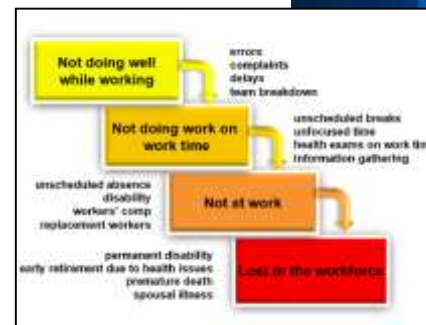 Not doing well
while working
errors
complaints
delays
team breakdown
Not doing work on
work time
unscheduled breaks
unfocused time
health exams on work tim
information gathering
unscheduled absence
disability
workers' comp
replacement workers
Not at work
permanent disability
early retirement due to health issues
premature death
spousal illness
Loss to the workforce